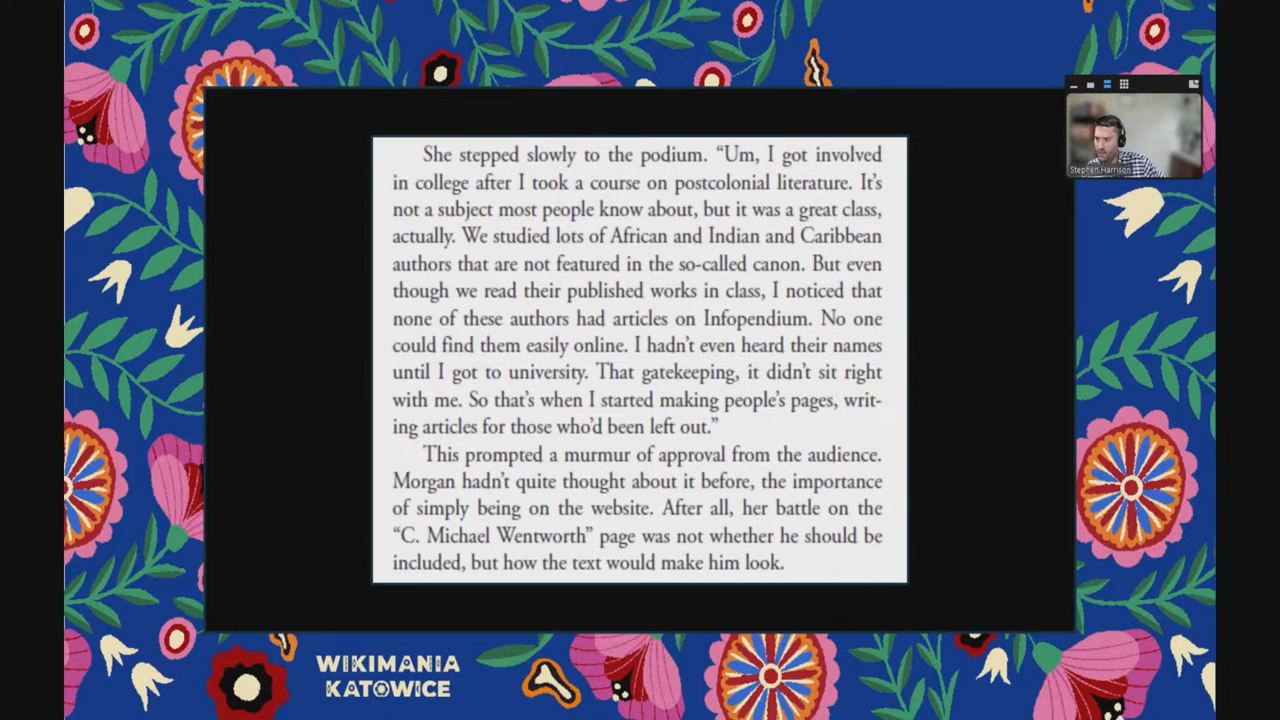 Stephen Harrison
She stepped slowly to the podium. “Um, I got involved
in college after I took a course on postcolonial literature. It’s
not a subject most people know about, but it was a great class,
actually. We studied lots of African and Indian and Caribbean
authors that are not featured in the so-called canon. But even
though we read their published works in class, I noticed that
none of these authors had articles on Infopendium. No one
could find them easily online. I hadn’t even heard their names
until I got to university. That gatekeeping, it didn’t sit right
with me. So that’s when I started making people’s pages, writ-
ing articles for those who’d been left out.”
This prompted a murmur of approval from the audience.
Morgan hadn’t quite thought about it before, the importance
of simply being on the website. After all, her battle on the
“C. Michael Wentworth” page was not whether he should be
included, but how the text would make him look.
WIKIMANIA
KATOWICE